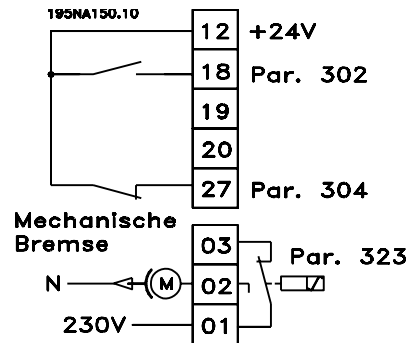 195NA150.10
12 +24V
18 Par. 302
19
20
27 Par. 304
Mechanische
Bremse
03
Par. 323
N M 02
230V 01